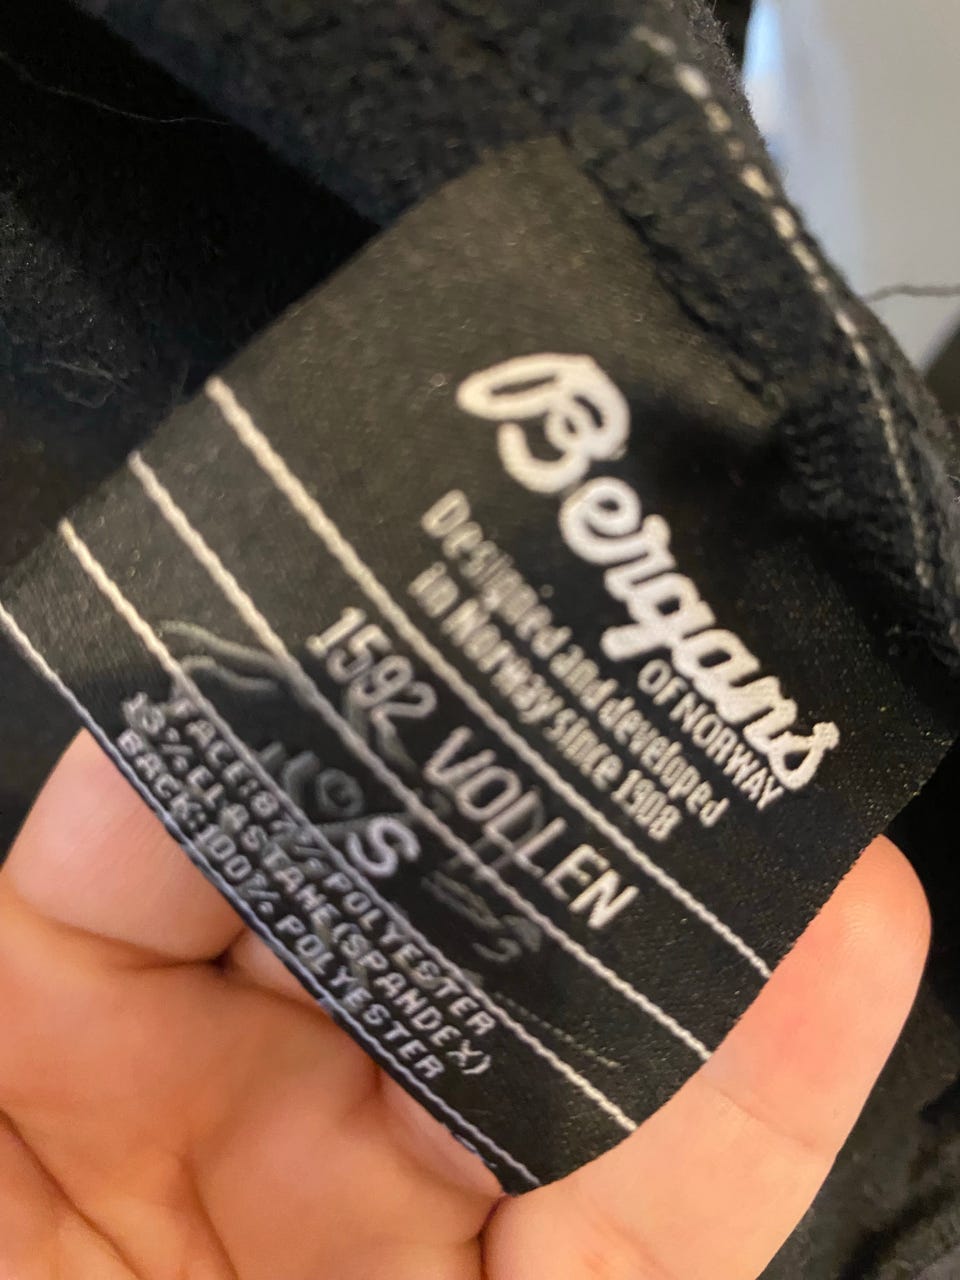 Bergans
OF NORWAY
Designed and developed
in Norway since 1908
1592 VOLLEN
S
FACE:87% POLYESTER
13% ELASTANE(SPANDEX)
BACK:100% POLYESTER